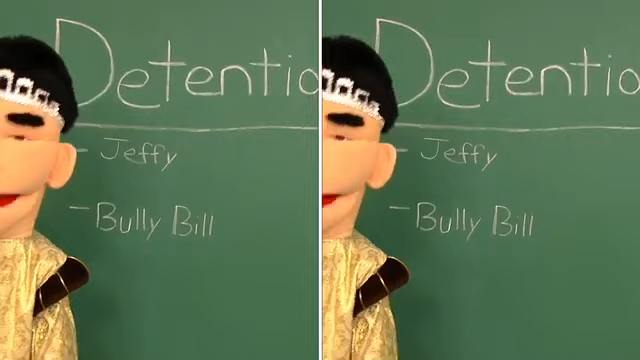 Detentio
- Jeffy
- Bully Bill
Detentio
- Jeffy
- Bully Bill